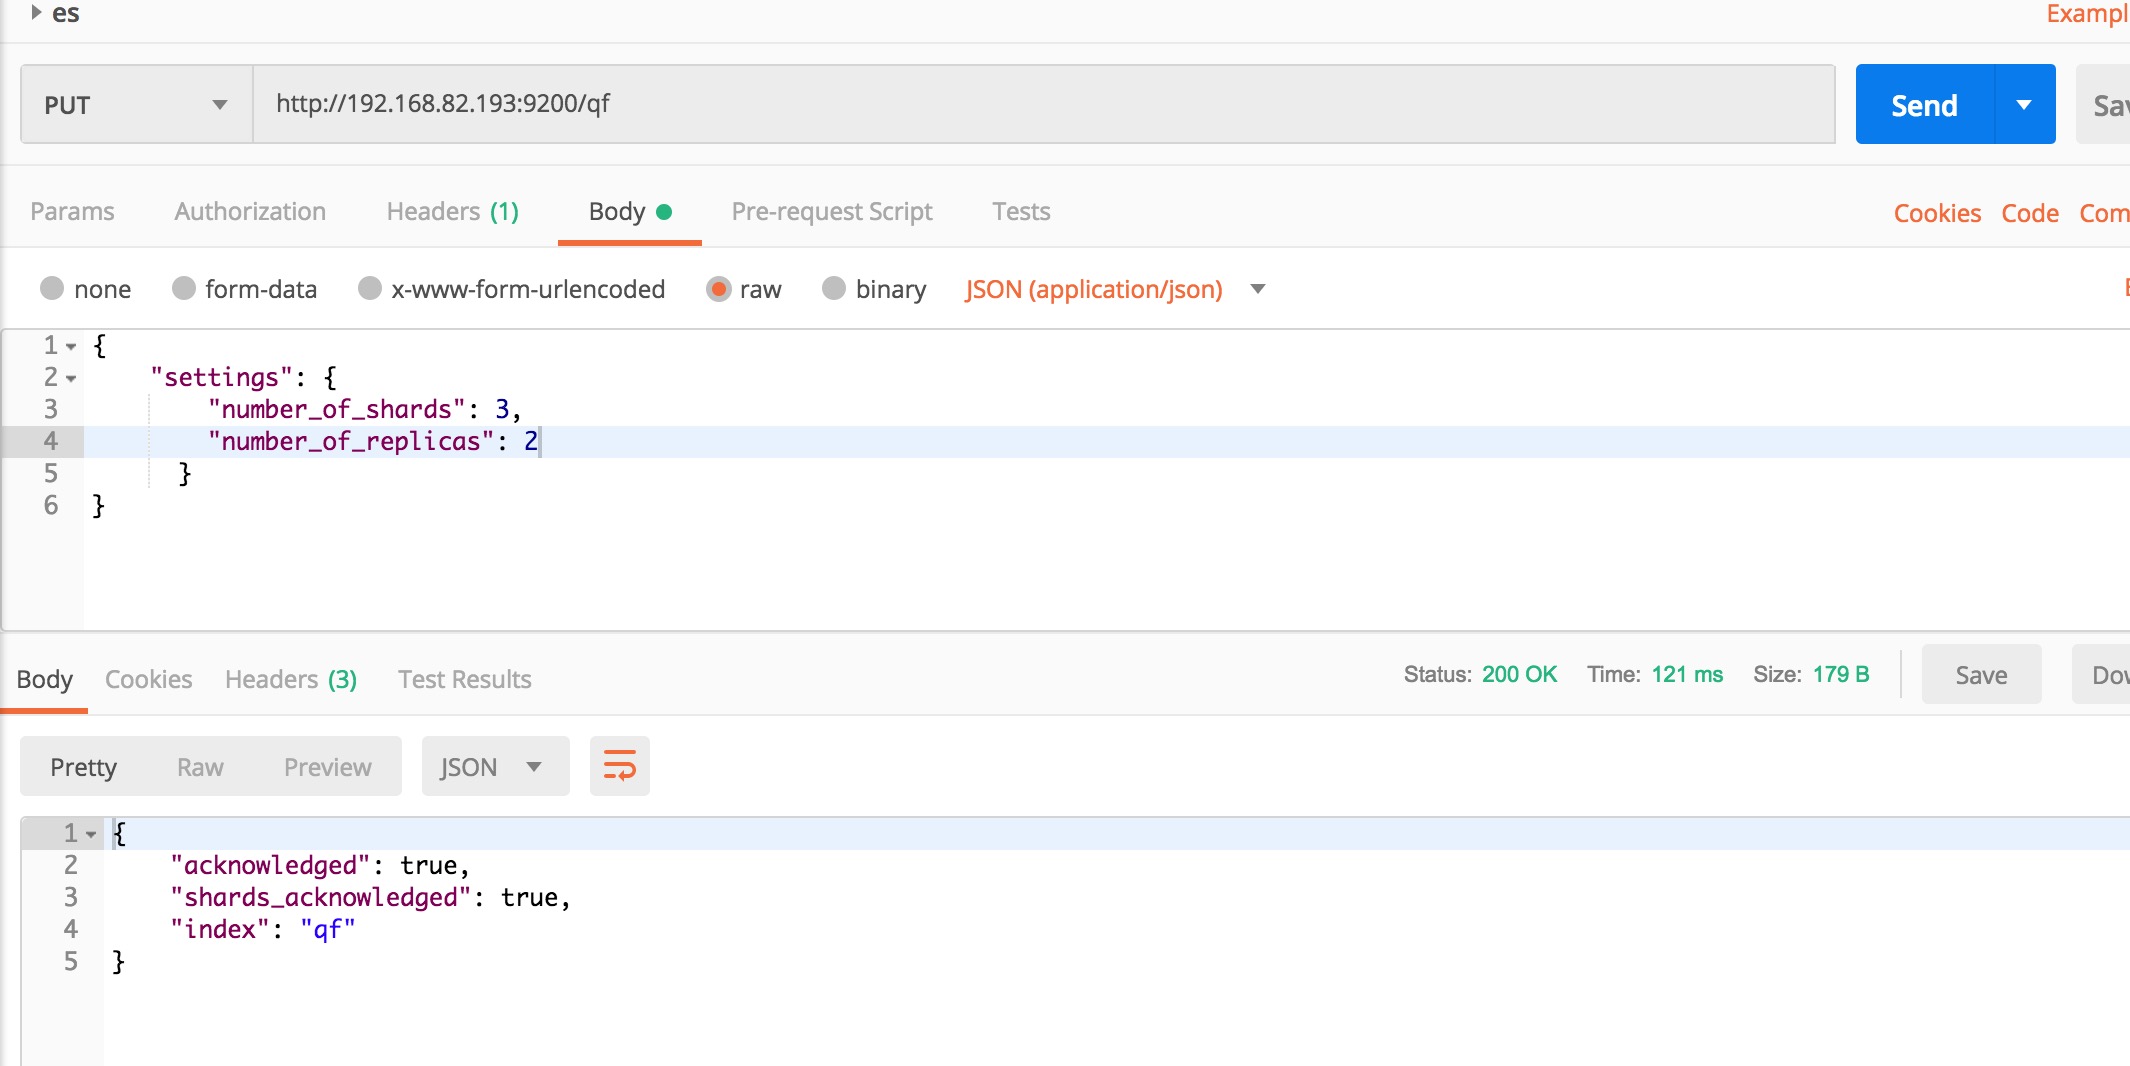 es
Exampl
PUT
http://192.168.82.193:9200/qf
Send
Sav
Params Authorization Headers (1) Body Pre-request Script Tests
Cookies Code Com
none form-data x-www-form-urlencoded raw binary JSON (application/json)
1 {
2 "settings": {
3 "number_of_shards": 3,
4 "number_of_replicas": 2
5 }
6 }
Body Cookies Headers (3) Test Results
Status: 200 OK Time: 121 ms Size: 179 B
Save
Dow
Pretty Raw Preview JSON
1 {
2 "acknowledged": true,
3 "shards_acknowledged": true,
4 "index": "qf"
5 }